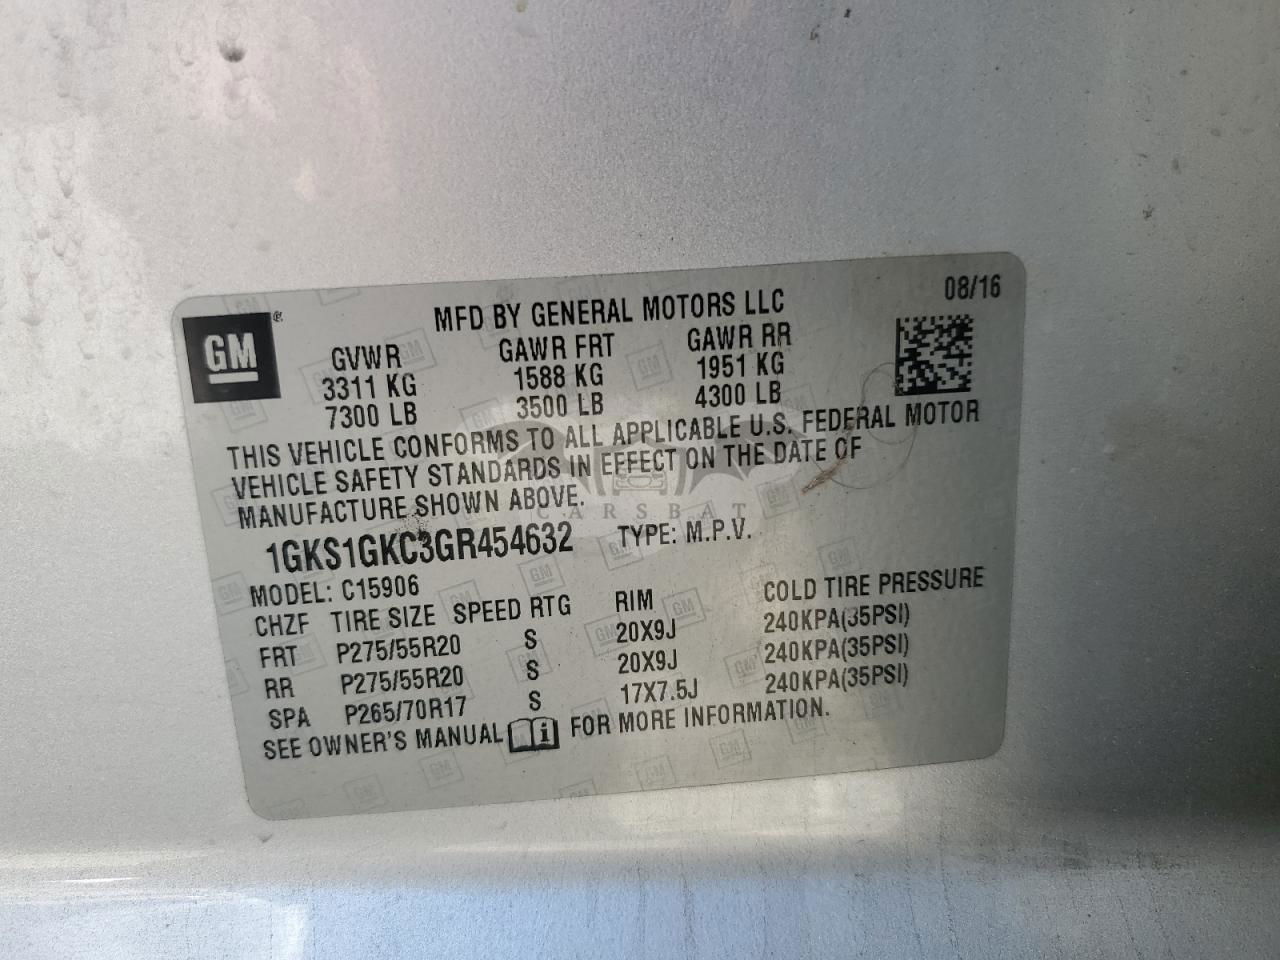 08/16
MFD BY GENERAL MOTORS LLC
GM
GVWR GAWR FRT GAWR RR
3311 KG 1588 KG 1951 KG
7300 LB 3500 LB 4300 LB
THIS VEHICLE CONFORMS TO ALL APPLICABLE U.S. FEDERAL MOTOR
VEHICLE SAFETY STANDARDS IN EFFECT ON THE DATE OF
MANUFACTURE SHOWN ABOVE.
CARSBAT
1GKS1GKC3GR454632 TYPE: M.P.V.
MODEL: C15906
CHZF TIRE SIZE SPEED RTG RIM COLD TIRE PRESSURE
FRT P275/55R20 S 20X9J 240KPA(35PSI)
RR P275/55R20 S 20X9J 240KPA(35PSI)
SPA P265/70R17 S 17X7.5J 240KPA(35PSI)
SEE OWNER'S MANUAL i FOR MORE INFORMATION.